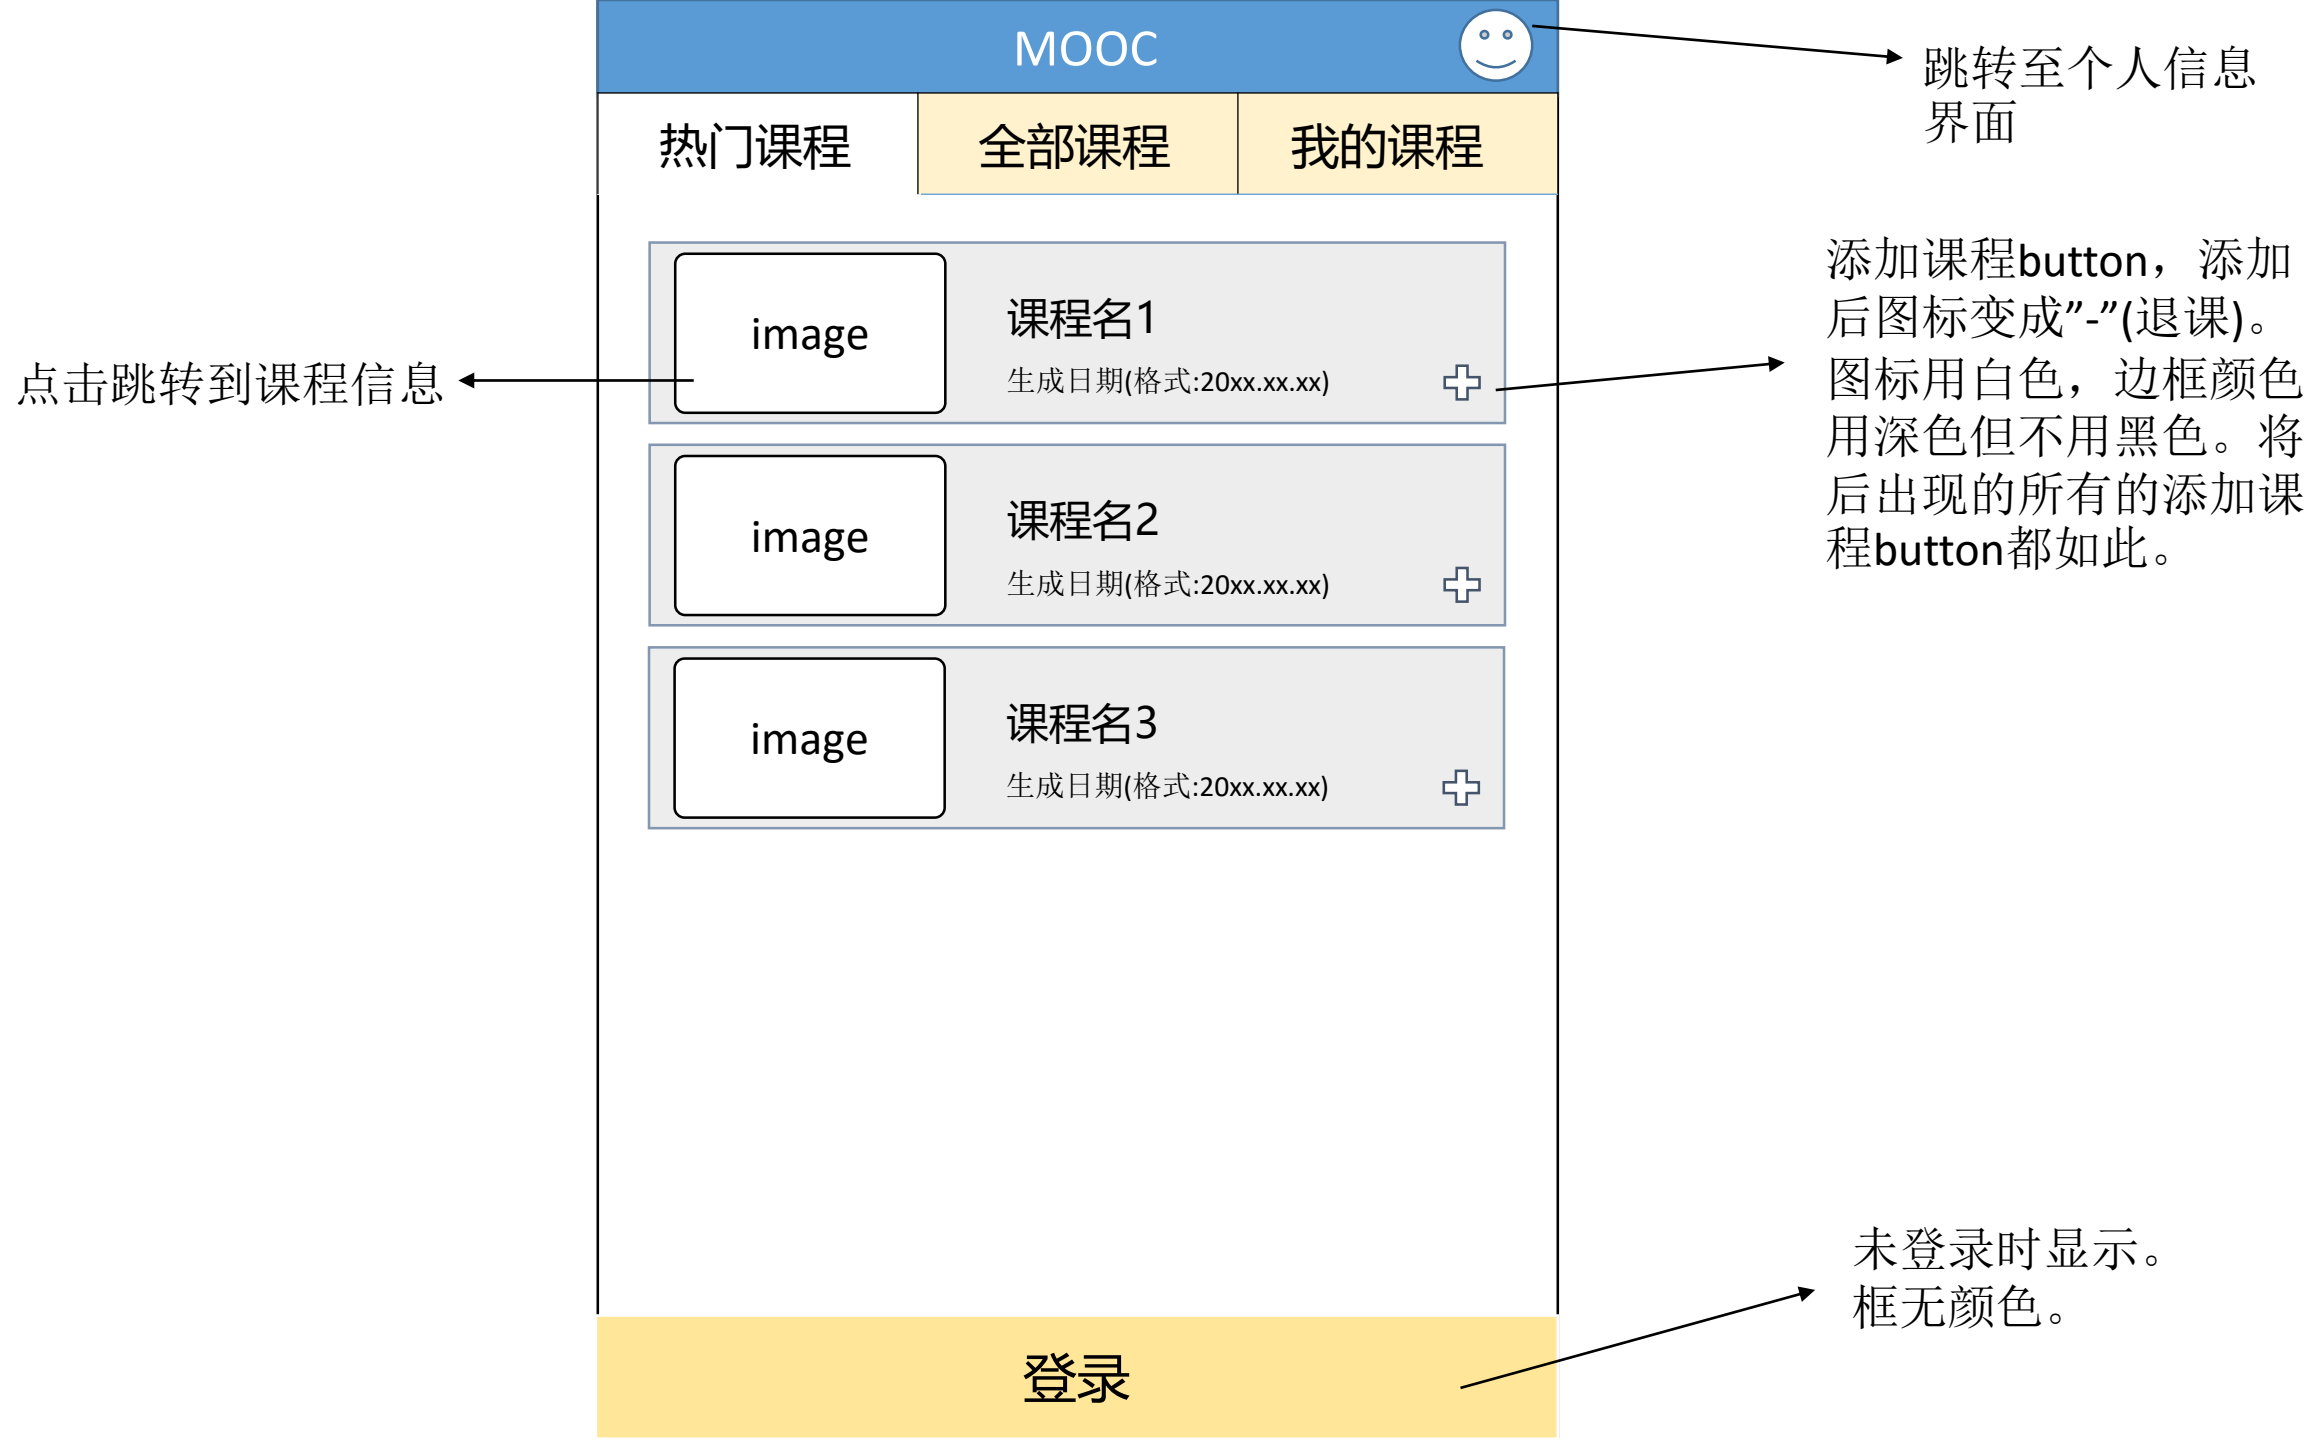 MOOC
跳转至个人信息
界面
热门课程
全部课程
我的课程
添加课程button，添加
后图标变成”-”(退课)。
图标用白色，边框颜色
用深色但不用黑色。将
后出现的所有的添加课
程button都如此。
image
课程名1
生成日期(格式:20xx.xx.xx)
点击跳转到课程信息
image
课程名2
生成日期(格式:20xx.xx.xx)
image
课程名3
生成日期(格式:20xx.xx.xx)
未登录时显示。
框无颜色。
登录